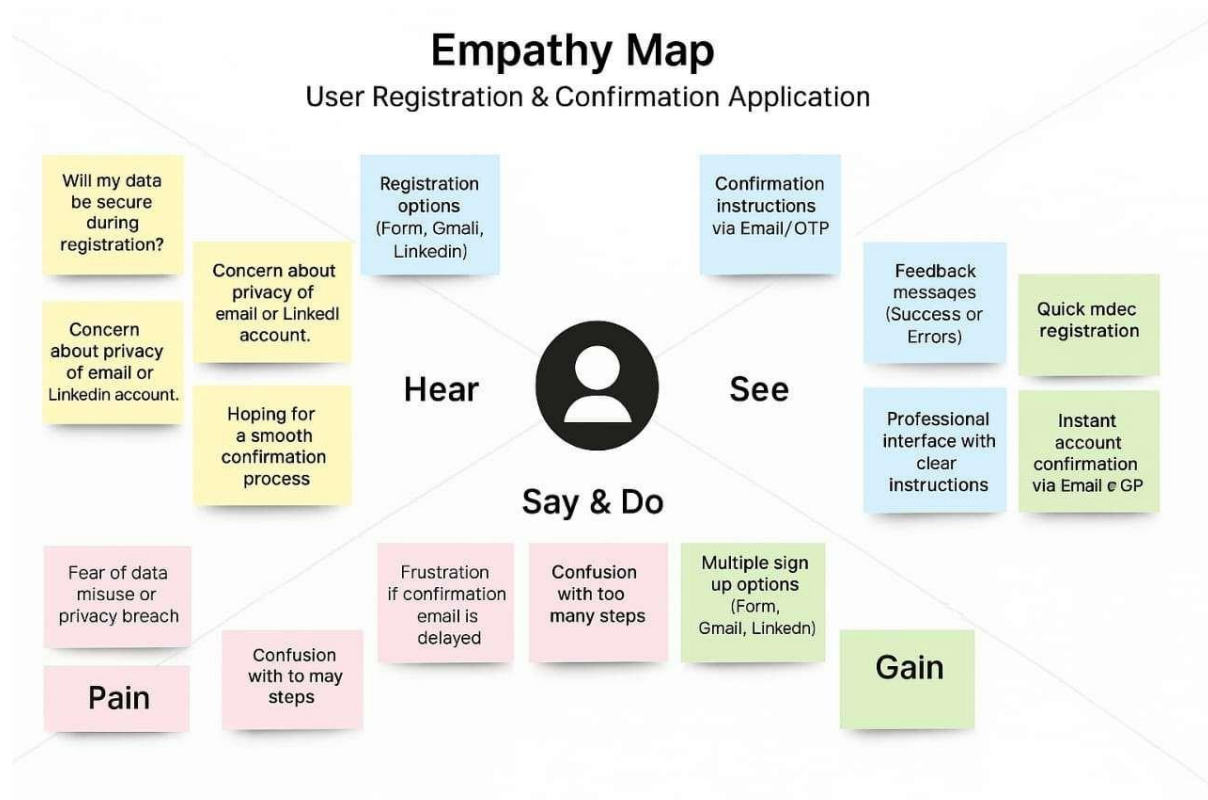 Empathy Map
User Registration & Confirmation Application
Will my data
be secure
during
registration?
Concern about
privacy of
email or Linkedl
account.
Concern
about privacy
of email or
Linkedin account.
Hoping for
a smooth
confirmation
process
Registration
options
(Form, Gmali,
Linkedin)
Confirmation
instructions
via Email/OTP
Feedback
messages
(Success or
Errors)
Quick mdec
registration
Professional
interface with
clear
instructions
Instant
account
confirmation
via Email e GP
Hear
See
Say & Do
Fear of data
misuse or
privacy breach
Pain
Confusion
with to may
steps
Frustration
if confirmation
email is
delayed
Confusion
with too
many steps
Multiple sign
up options
(Form,
Gmail, Linkedn)
Gain